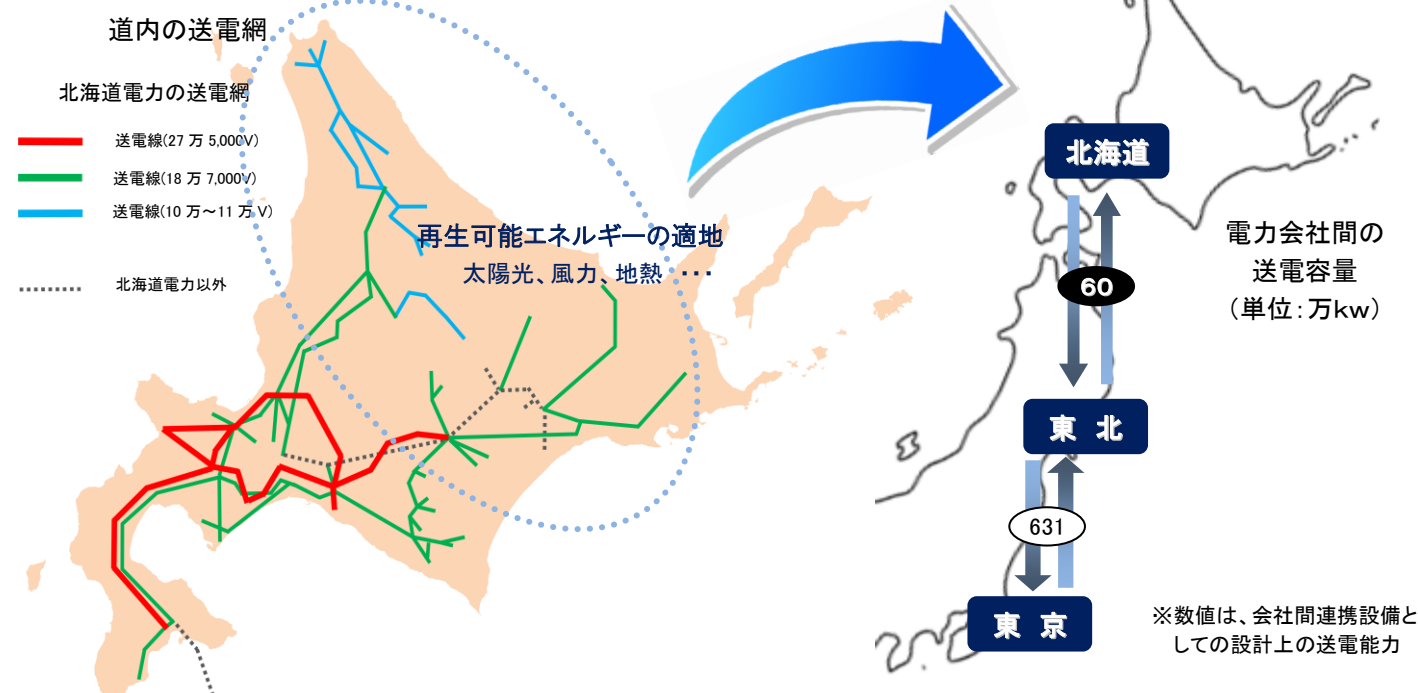 道内の送電網
北海道電力の送電網
送電線(27 万 5,000V)
送電線(18 万 7,000V)
送電線(10 万～11 万 V)
北海道電力以外
再生可能エネルギーの適地
太陽光、風力、地熱 ･･･
北海道
60
東 北
631
東 京
電力会社間の
送電容量
（単位：万kw）
※数値は、会社間連携設備と
しての設計上の送電能力